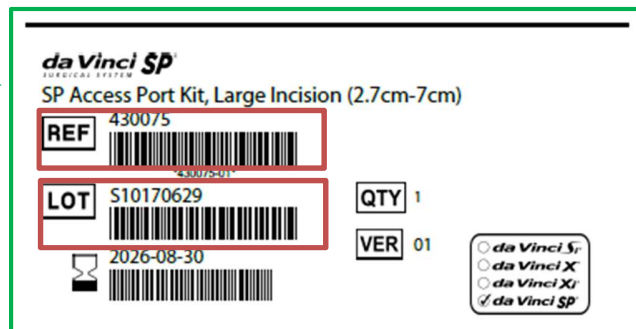 da Vinci SP
SURGICAL SYSTEM
SP Access Port Kit, Large Incision (2.7cm-7cm)
REF 430075
*430075-01*
LOT S10170629
QTY 1
2026-08-30
VER 01
da Vinci Si
da Vinci X
da Vinci Xi
da Vinci SP